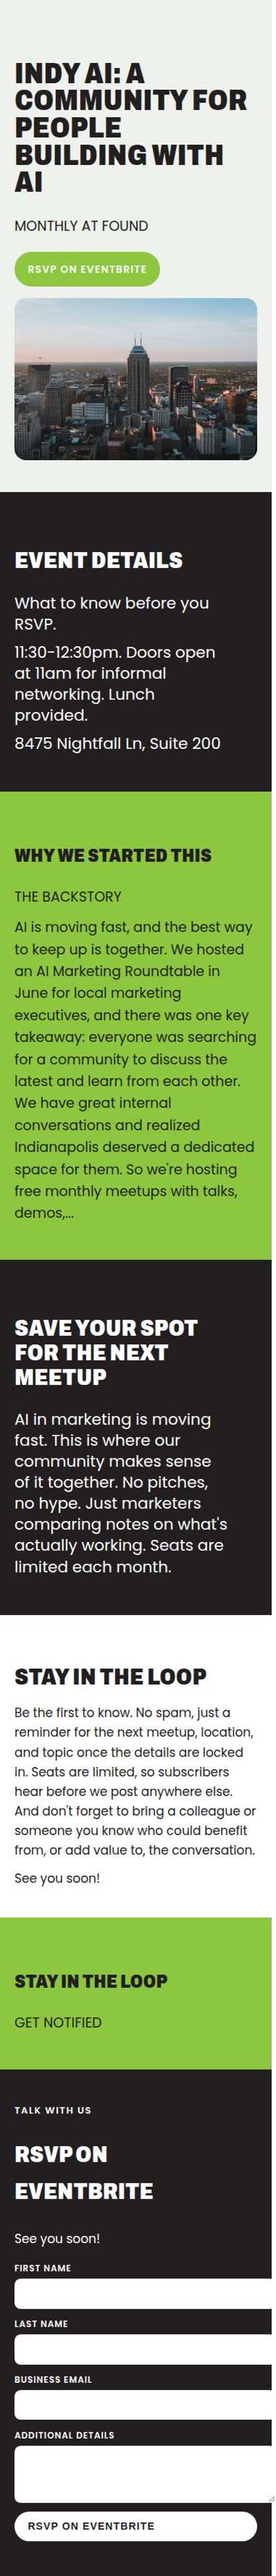 INDY AI: A
COMMUNITY FOR
PEOPLE
BUILDING WITH
AI
MONTHLY AT FOUND
RSVP ON EVENTBRITE
EVENT DETAILS
What to know before you
RSVP.
11:30-12:30pm. Doors open
at 11am for informal
networking. Lunch
provided.
8475 Nightfall Ln, Suite 200
WHY WE STARTED THIS
THE BACKSTORY
AI is moving fast, and the best way
to keep up is together. We hosted
an AI Marketing Roundtable in
June for local marketing
executives, and there was one key
takeaway: everyone was searching
for a community to discuss the
latest and learn from each other.
We have great internal
conversations and realized
Indianapolis deserved a dedicated
space for them. So we're hosting
free monthly meetups with talks,
demos,...
SAVE YOUR SPOT
FOR THE NEXT
MEETUP
AI in marketing is moving
fast. This is where our
community makes sense
of it together. No pitches,
no hype. Just marketers
comparing notes on what's
actually working. Seats are
limited each month.
STAY IN THE LOOP
Be the first to know. No spam, just a
reminder for the next meetup, location,
and topic once the details are locked
in. Seats are limited, so subscribers
hear before we post anywhere else.
And don't forget to bring a colleague or
someone you know who could benefit
from, or add value to, the conversation.
See you soon!
STAY IN THE LOOP
GET NOTIFIED
TALK WITH US
RSVP ON
EVENTBRITE
See you soon!
FIRST NAME
LAST NAME
BUSINESS EMAIL
ADDITIONAL DETAILS
RSVP ON EVENTBRITE